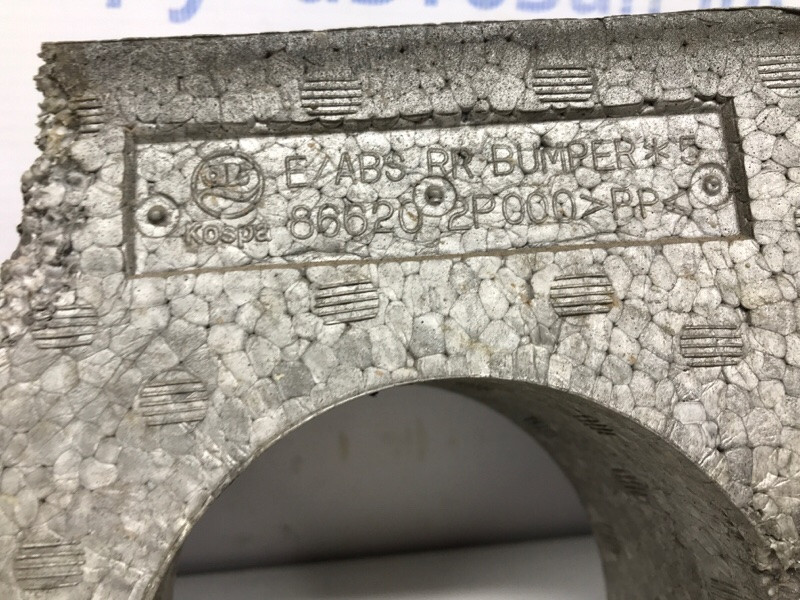 E/ABS RR BUMPER*5
Kospa 86620 2P000>PP<